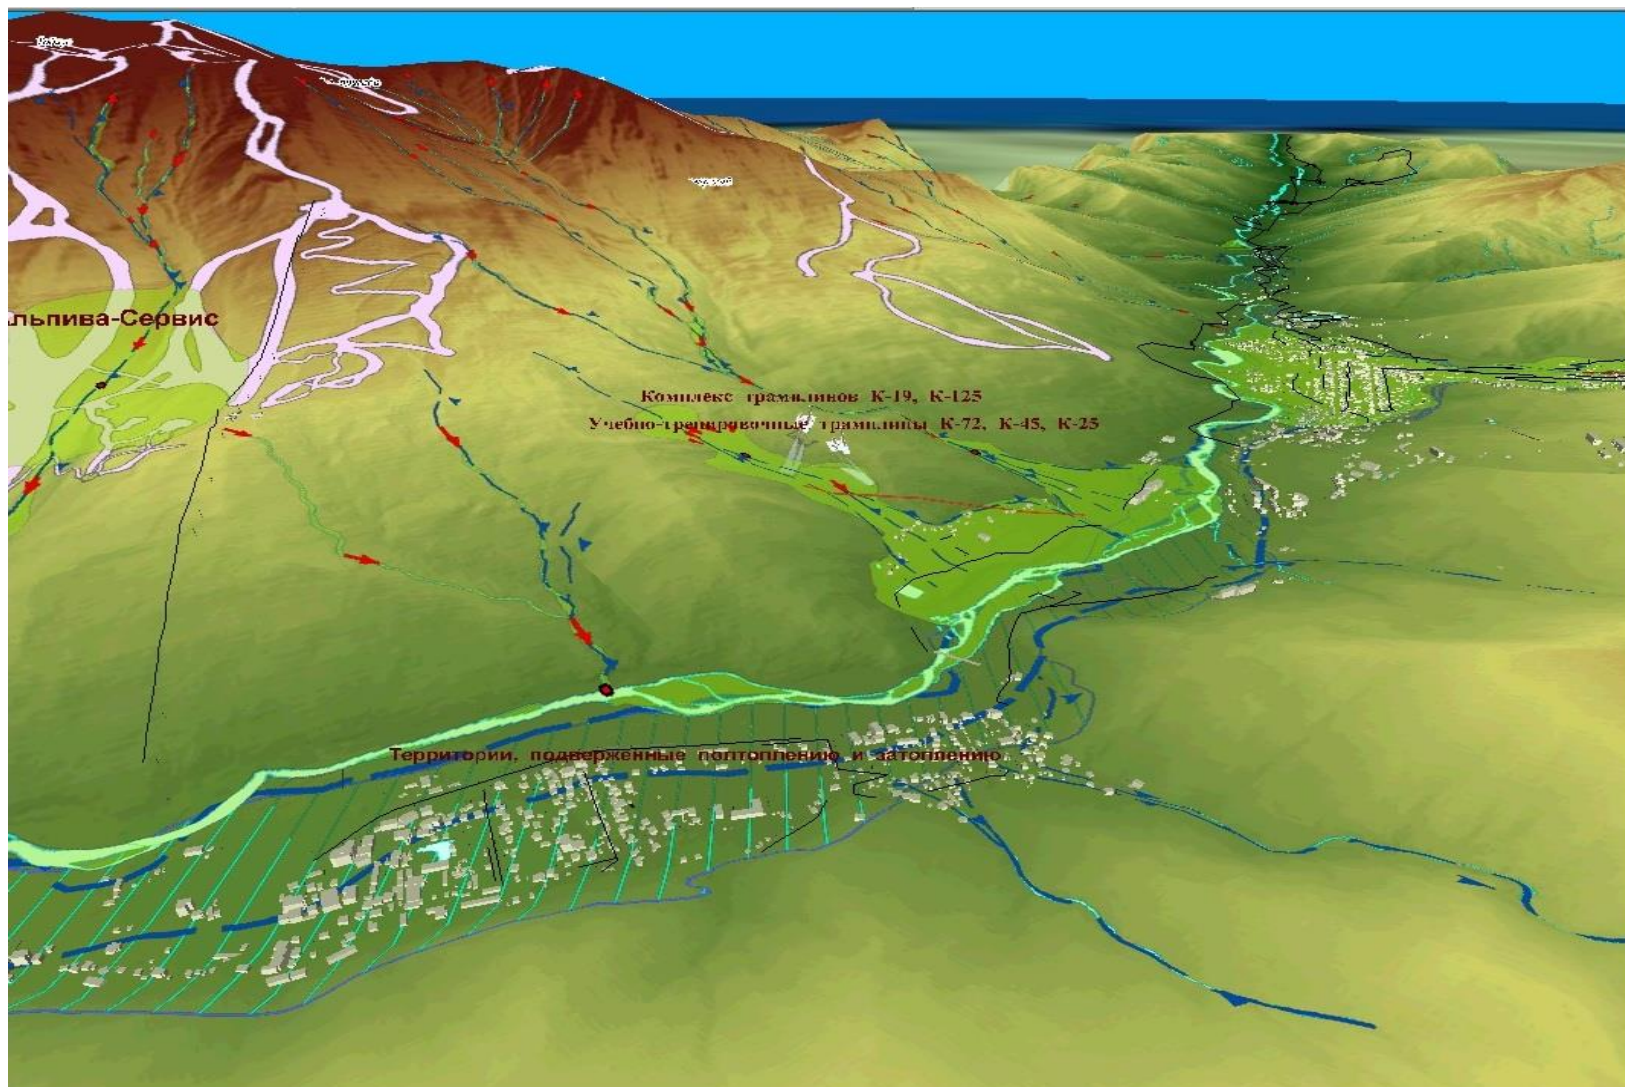 льпива-Сервис
Комплекс трамплинов К-19, К-125
Учебно-тренировочные трамплины К-72, К-45, К-25
Территории, подверженные подтоплению и затоплению